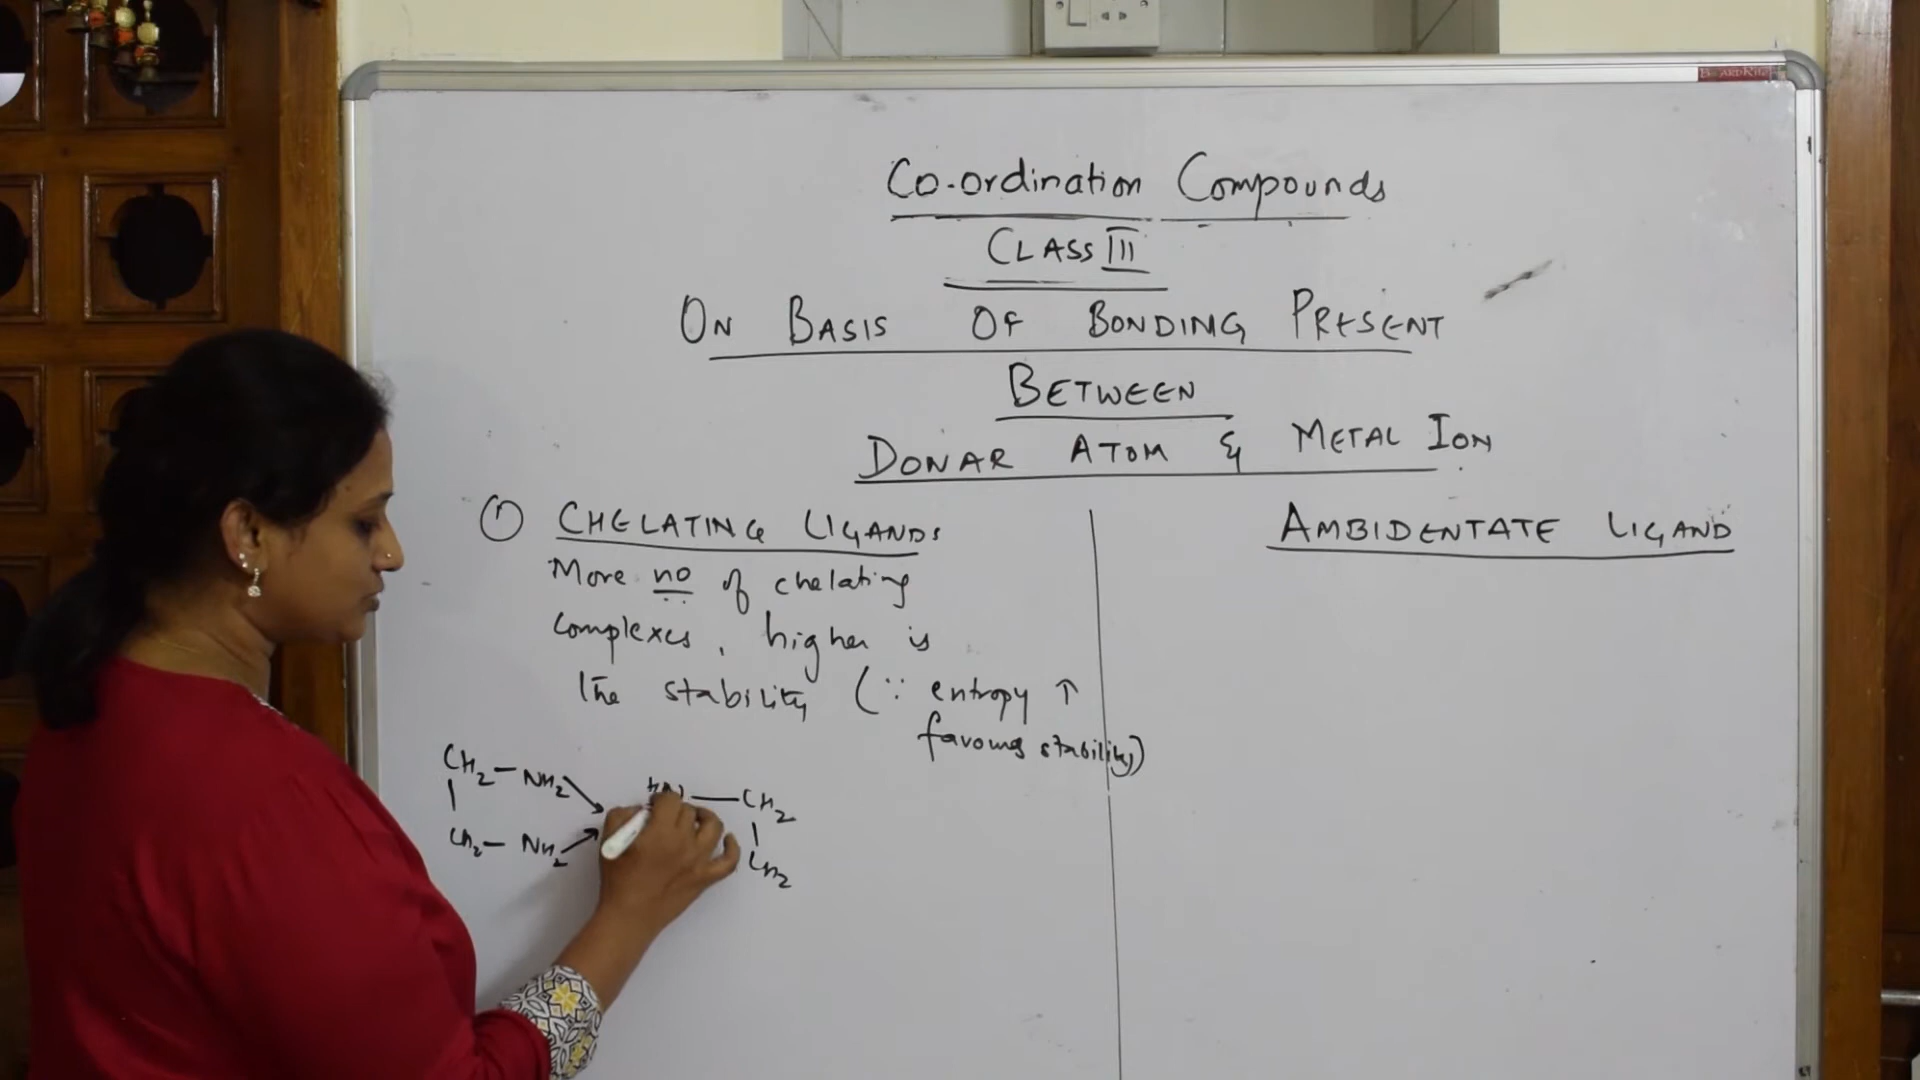 BOARDRITE
Co-ordination Compounds
CLASS III
ON BASIS OF BONDING PRESENT
BETWEEN
DONAR ATOM & METAL ION
① CHELATING LIGANDS
More no of chelating
complexes, higher is
the stability (∵ entropy ↑
favours stability)
CH2 - NH2
CH2 - NH2
CH2
CH2
AMBIDENTATE LIGAND